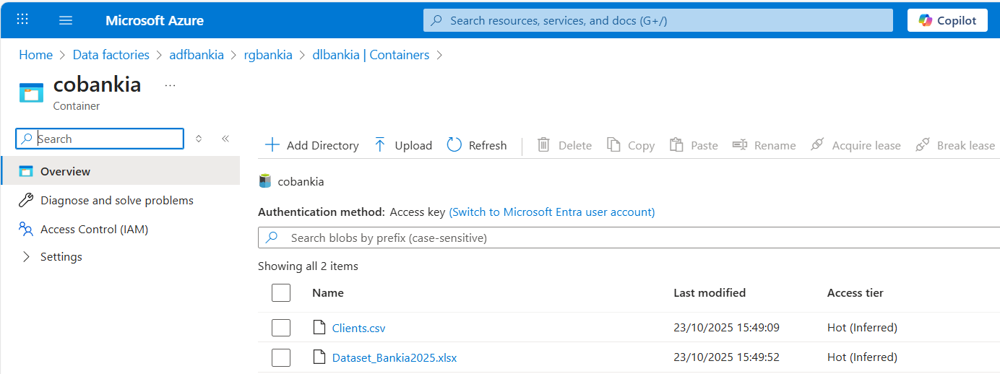 Microsoft Azure
Search resources, services, and docs (G+/)
Copilot
Home > Data factories > adfbankia > rgbankia > dlbankia | Containers >
cobankia ...
Container
Search
Add Directory Upload Refresh Delete Copy Paste Rename Acquire lease Break lease
Overview
Diagnose and solve problems
Access Control (IAM)
Settings
cobankia
Authentication method: Access key (Switch to Microsoft Entra user account)
Search blobs by prefix (case-sensitive)
Showing all 2 items
Name Last modified Access tier
Clients.csv 23/10/2025 15:49:09 Hot (Inferred)
Dataset_Bankia2025.xlsx 23/10/2025 15:49:52 Hot (Inferred)